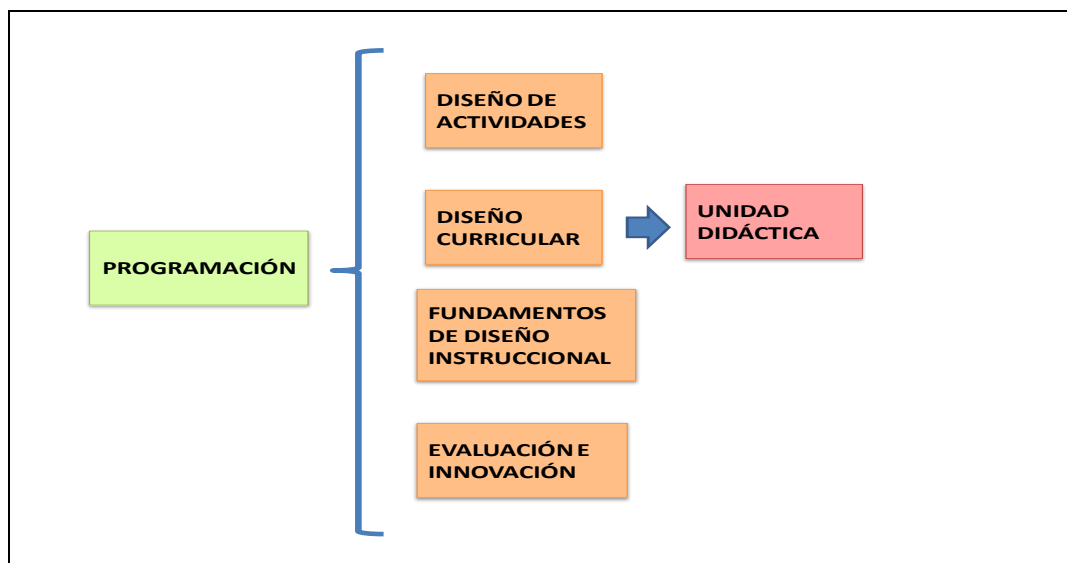 DISEÑO DE
ACTIVIDADES
DISEÑO
CURRICULAR
UNIDAD
DIDÁCTICA
PROGRAMACIÓN
FUNDAMENTOS
DE DISEÑO
INSTRUCCIONAL
EVALUACIÓN E
INNOVACIÓN